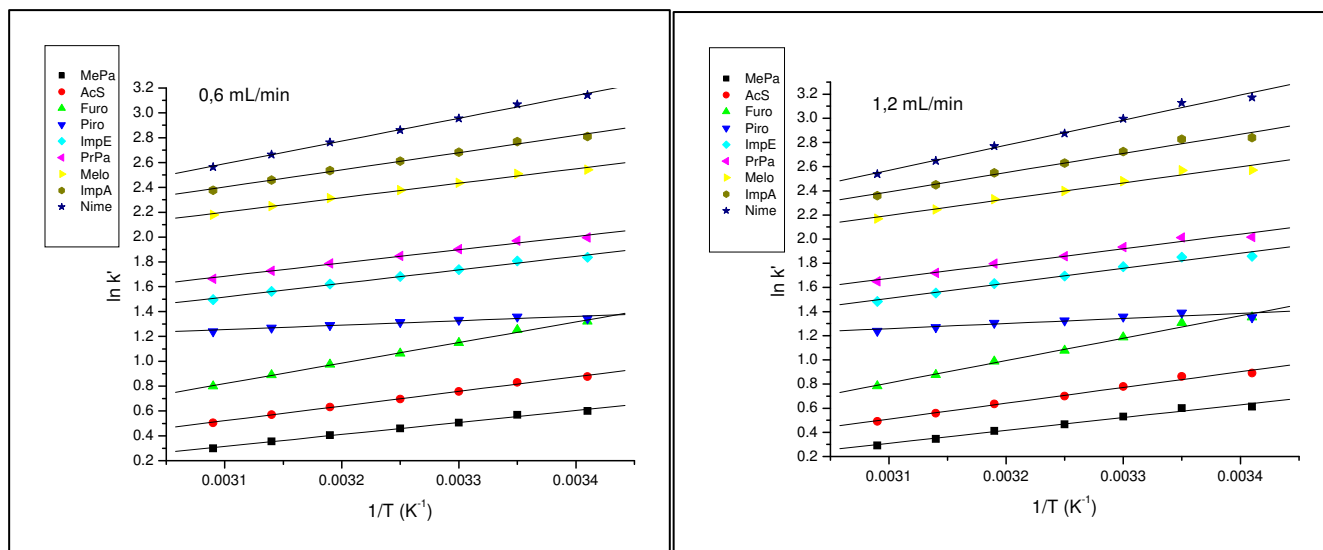 MePa
AcS
Furo
Piro
ImpE
PrPa
Melo
ImpA
Nime
0,6 mL/min
3.2
3.0
2.8
2.6
2.4
2.2
2.0
1.8
1.6
1.4
1.2
1.0
0.8
0.6
0.4
0.2
ln k'
0.0031
0.0032
0.0033
0.0034
1/T (K⁻¹)
MePa
AcS
Furo
Piro
ImpE
PrPa
Melo
ImpA
Nime
1,2 mL/min
3.2
3.0
2.8
2.6
2.4
2.2
2.0
1.8
1.6
1.4
1.2
1.0
0.8
0.6
0.4
0.2
ln k'
0.0031
0.0032
0.0033
0.0034
1/T (K⁻¹)